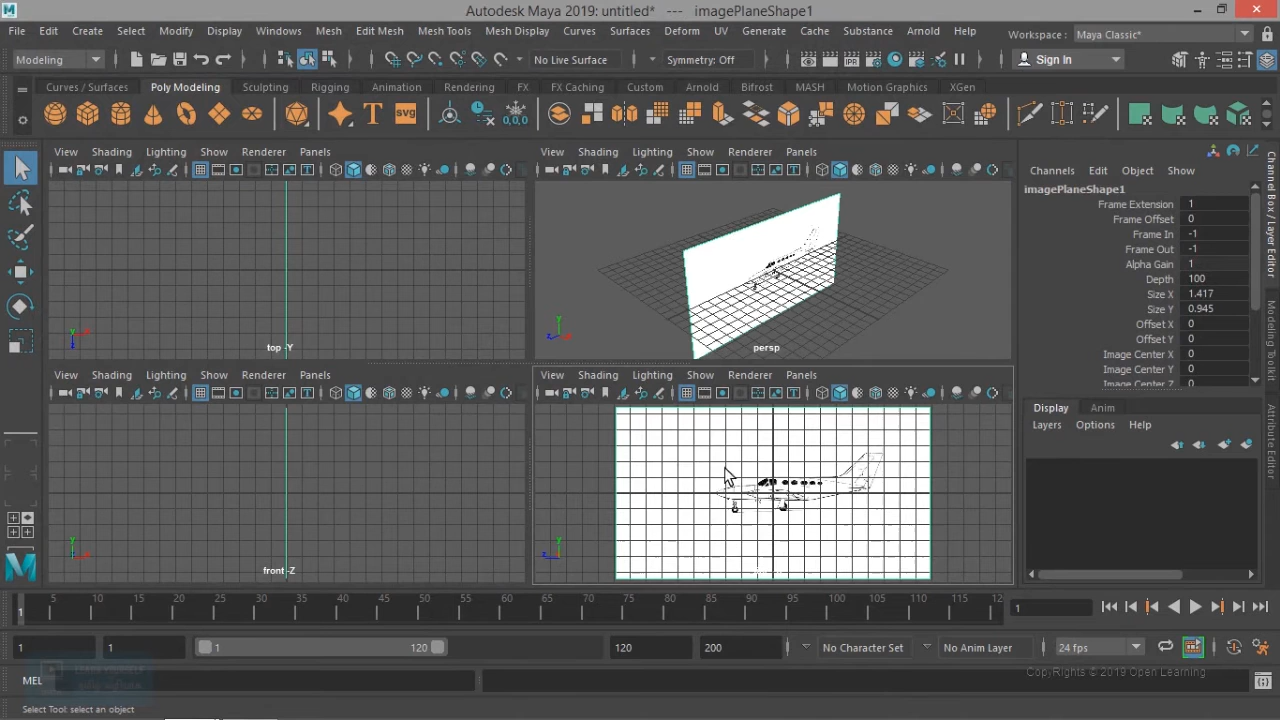 Autodesk Maya 2019: untitled*   ---   imagePlaneShape1
File Edit Create Select Modify Display Windows Mesh Edit Mesh Mesh Tools Mesh Display Curves Surfaces Deform UV Generate Cache Substance Arnold Help Workspace : Maya Classic*
Modeling No Live Surface Symmetry: Off Sign In
Curves / Surfaces Poly Modeling Sculpting Rigging Animation Rendering FX FX Caching Custom Arnold Bifrost MASH Motion Graphics XGen
SVG 0,0,0
View Shading Lighting Show Renderer Panels
top -Y
View Shading Lighting Show Renderer Panels
persp
View Shading Lighting Show Renderer Panels
front -Z
View Shading Lighting Show Renderer Panels
Channels Edit Object Show
imagePlaneShape1
Frame Extension 1
Frame Offset 0
Frame In -1
Frame Out -1
Alpha Gain 1
Depth 100
Size X 1.417
Size Y 0.945
Offset X 0
Offset Y 0
Image Center X 0
Image Center Y 0
Image Center Z 0
Display Anim
Layers Options Help
Channel Box / Layer Editor
Modeling Toolkit
Attribute Editor
1 5 10 15 20 25 30 35 40 45 50 55 60 65 70 75 80 85 90 95 100 105 110 115 120 1
1 1 1 120 120 200 No Character Set No Anim Layer 24 fps
CopyRights © 2019 Open Learning
MEL
Select Tool: select an object